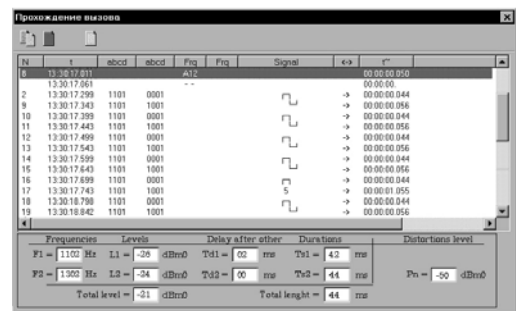 Прохождение вызова
N t abcd abcd Frq Frq Signal <-> t'''
8 13:30:17.011 A12 00:00:00.050
13:30:17.061 - - 00:00:00.
2 13:30:17.299 1101 0001 -> 00:00:00.044
9 13:30:17.343 1101 1001 -> 00:00:00.056
10 13:30:17.399 1101 0001 -> 00:00:00.044
11 13:30:17.443 1101 1001 -> 00:00:00.056
12 13:30:17.499 1101 0001 -> 00:00:00.044
13 13:30:17.543 1101 1001 -> 00:00:00.056
14 13:30:17.599 1101 0001 -> 00:00:00.044
15 13:30:17.643 1101 1001 -> 00:00:00.056
16 13:30:17.699 1101 0001 -> 00:00:00.044
17 13:30:17.743 1101 1001 5 -> 00:00:01.055
18 13:30:18.798 1101 0001 -> 00:00:00.044
19 13:30:18.842 1101 1001 -> 00:00:00.056
Frequencies Levels Delay after other Durations Distortions level
F1 = 1102 Hz L1 = -26 dBm0 Td1 = 02 ms Ts1 = 42 ms
F2 = 1302 Hz L2 = -24 dBm0 Td2 = 00 ms Ts2 = 44 ms Pn = -50 dBm0
Total level = -21 dBm0 Total lenght = 44 ms